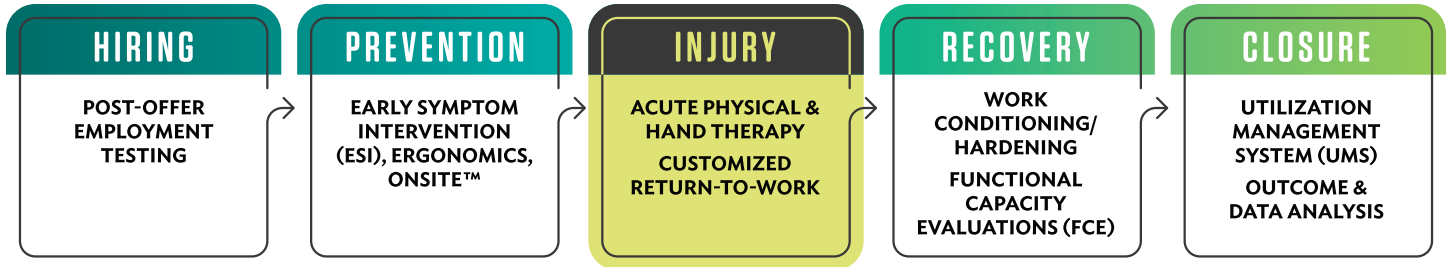 HIRING
POST-OFFER
EMPLOYMENT
TESTING
PREVENTION
EARLY SYMPTOM
INTERVENTION
(ESI), ERGONOMICS,
ONSITE™
INJURY
ACUTE PHYSICAL &
HAND THERAPY
CUSTOMIZED
RETURN-TO-WORK
RECOVERY
WORK
CONDITIONING/
HARDENING
FUNCTIONAL
CAPACITY
EVALUATIONS (FCE)
CLOSURE
UTILIZATION
MANAGEMENT
SYSTEM (UMS)
OUTCOME &
DATA ANALYSIS